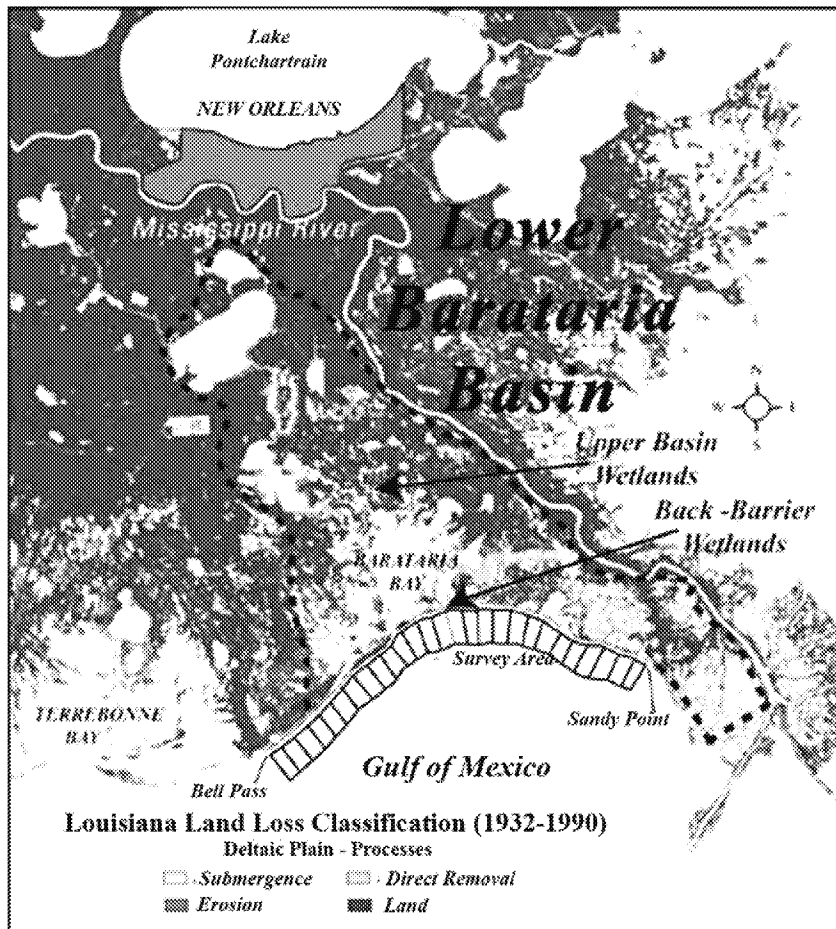 Lake
Pontchartrain
NEW ORLEANS
Mississippi River
Lower
Barataria
Basin
Upper Basin
Wetlands
Back -Barrier
Wetlands
BARATARIA
BAY
Survey Area
Sandy Point
TERREBONNE
BAY
Bell Pass
Gulf of Mexico
Louisiana Land Loss Classification (1932-1990)
Deltaic Plain - Processes
- Submergence
- Direct Removal
Erosion
Land
N
W
E
S